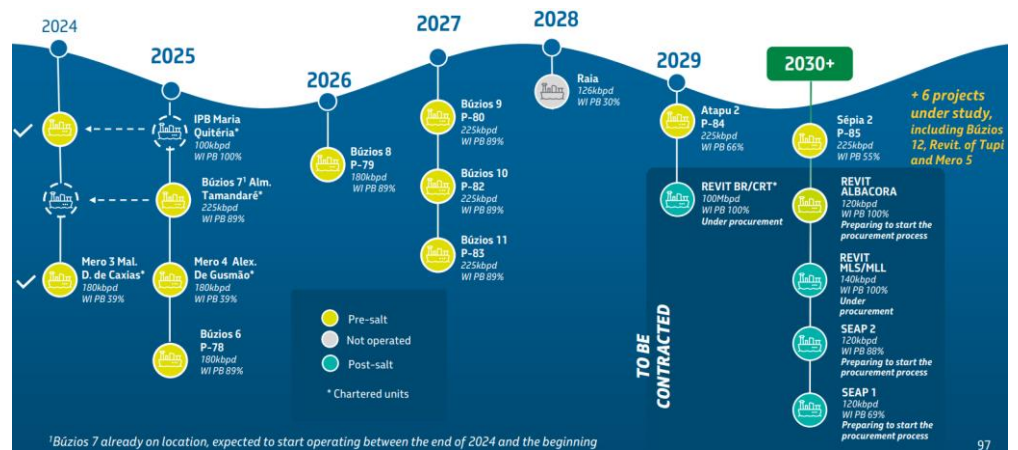 2024
2025
2026
2027
2028
2029
2030+
IPB Maria
Quitéria*
100kbpd
WI PB 100%
Búzios 7¹ Alm.
Tamandaré*
225kbpd
WI PB 89%
Mero 3 Mal.
D. de Caxias*
180kbpd
WI PB 39%
Mero 4 Alex.
De Gusmão*
180kbpd
WI PB 39%
Búzios 6
P-78
180kbpd
WI PB 89%
Búzios 8
P-79
180kbpd
WI PB 89%
Búzios 9
P-80
225kbpd
WI PB 89%
Búzios 10
P-82
225kbpd
WI PB 89%
Búzios 11
P-83
225kbpd
WI PB 89%
Raia
126kbpd
WI PB 30%
Atapu 2
P-84
225kbpd
WI PB 66%
REVIT BR/CRT*
100Mbpd
WI PB 100%
Under procurement
Sépia 2
P-85
225kbpd
WI PB 55%
REVIT
ALBACORA
120kbpd
WI PB 100%
Preparing to start the
procurement process
REVIT
MLS/MLL
140kbpd
WI PB 100%
Under
procurement
SEAP 2
120kbpd
WI PB 88%
Preparing to start the
procurement process
SEAP 1
120kbpd
WI PB 69%
Preparing to start the
procurement process
+ 6 projects
under study,
including Búzios
12, Revit. of Tupi
and Mero 5
TO BE
CONTRACTED
Pre-salt
Not operated
Post-salt
* Chartered units
¹Búzios 7 already on location, expected to start operating between the end of 2024 and the beginning
97